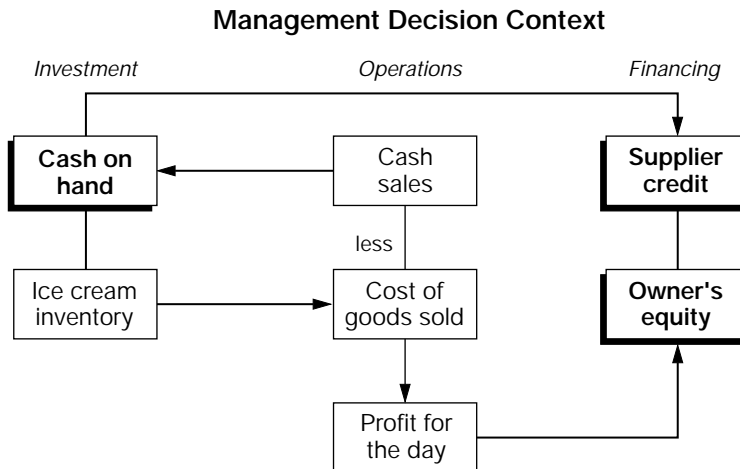 Management Decision Context
Investment
Operations
Financing
Cash on
hand
Cash
sales
Supplier
credit
less
Ice cream
inventory
Cost of
goods sold
Owner's
equity
Profit for
the day